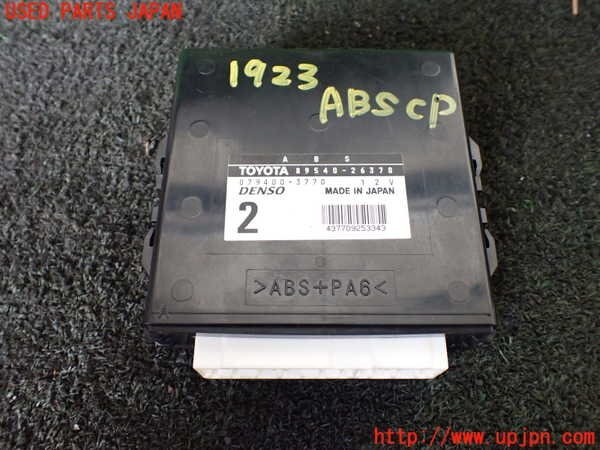 USED PARTS JAPAN
1923
ABS CP
A B S
TOYOTA 89540-26370
079400-3770 12V
DENSO MADE IN JAPAN
2
437709253343
>ABS+PA6<
http://www.upjpn.com/